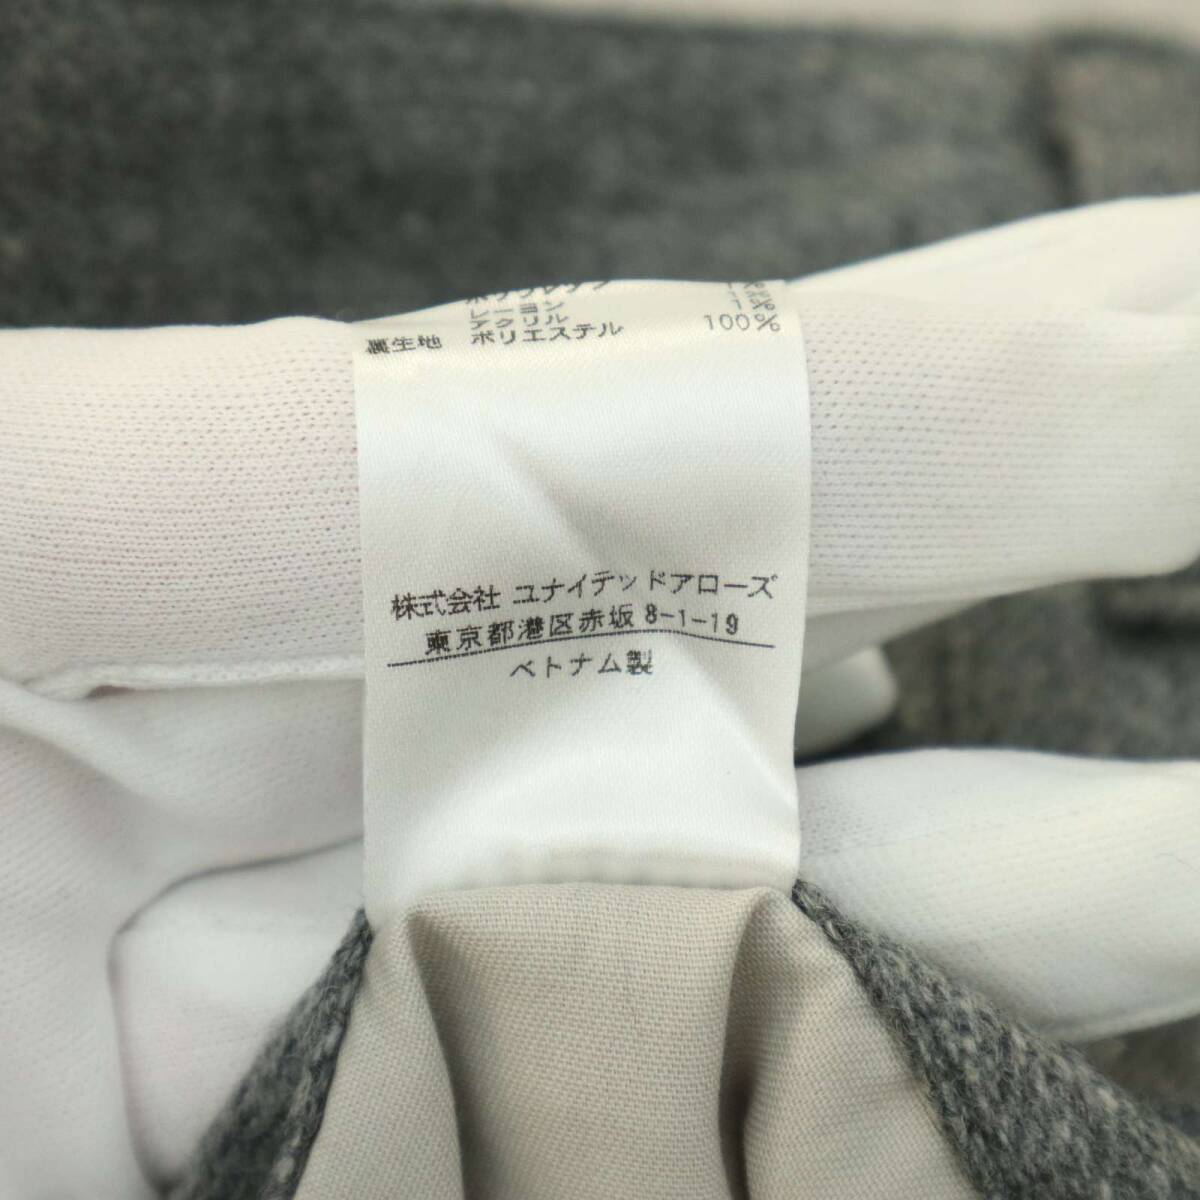 レーヨン
アクリル
裏生地 ポリエステル 100%
株式会社 ユナイテッドアローズ
東京都港区赤坂 8-1-19
ベトナム製